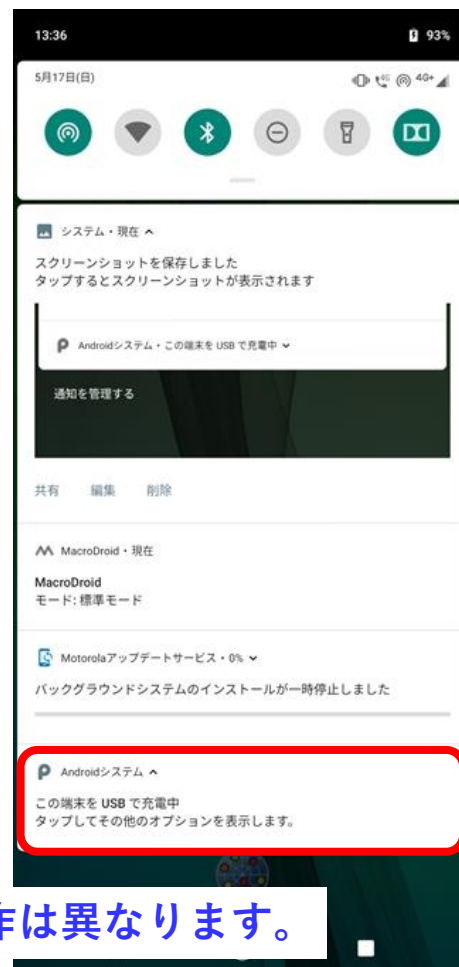 13:36
93%
5月17日(日)
4G 4G+
システム・現在
スクリーンショットを保存しました
タップするとスクリーンショットが表示されます
Androidシステム・この端末を USB で充電中
通知を管理する
共有 編集 削除
MacroDroid・現在
MacroDroid
モード: 標準モード
Motorolaアップデートサービス・0%
バックグラウンドシステムのインストールが一時停止しました
Androidシステム
この端末を USB で充電中
タップしてその他のオプションを表示します。
作は異なります。